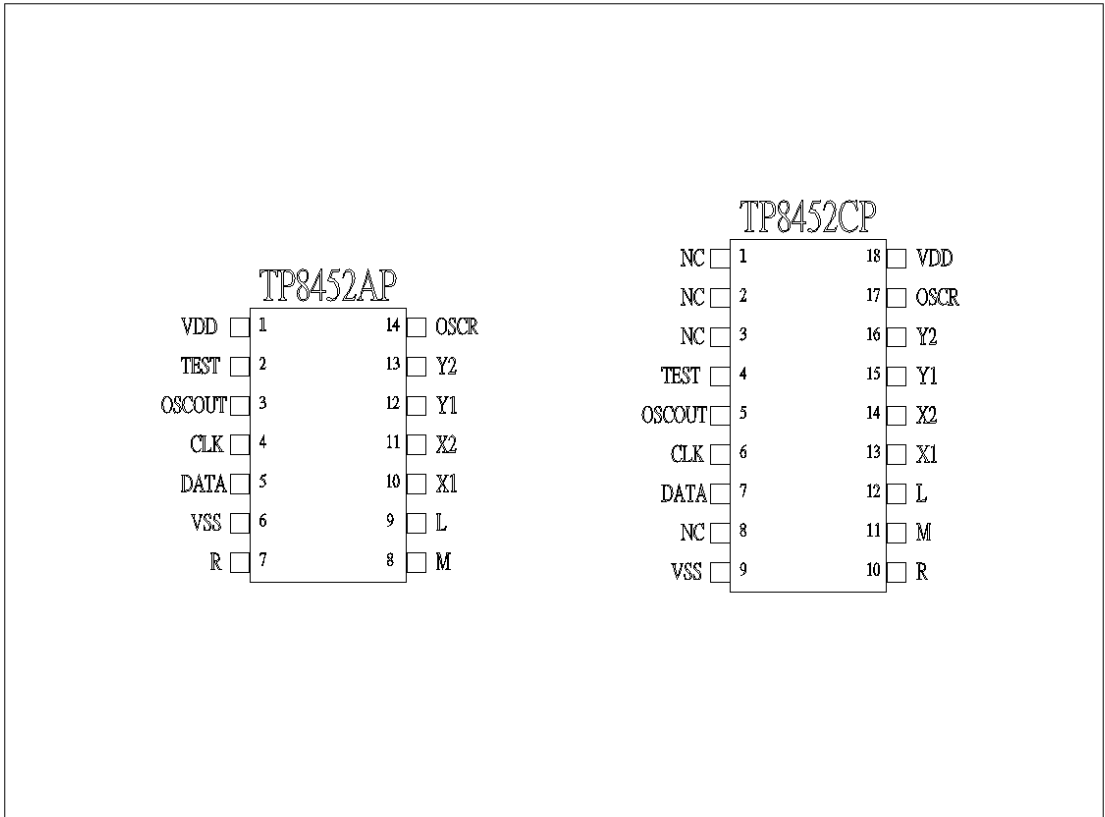 TP8452AP
VDD 1 14 OSCR
TEST 2 13 Y2
OSCOUT 3 12 Y1
CLK 4 11 X2
DATA 5 10 X1
VSS 6 9 L
R 7 8 M
TP8452CP
NC 1 18 VDD
NC 2 17 OSCR
NC 3 16 Y2
TEST 4 15 Y1
OSCOUT 5 14 X2
CLK 6 13 X1
DATA 7 12 L
NC 8 11 M
VSS 9 10 R